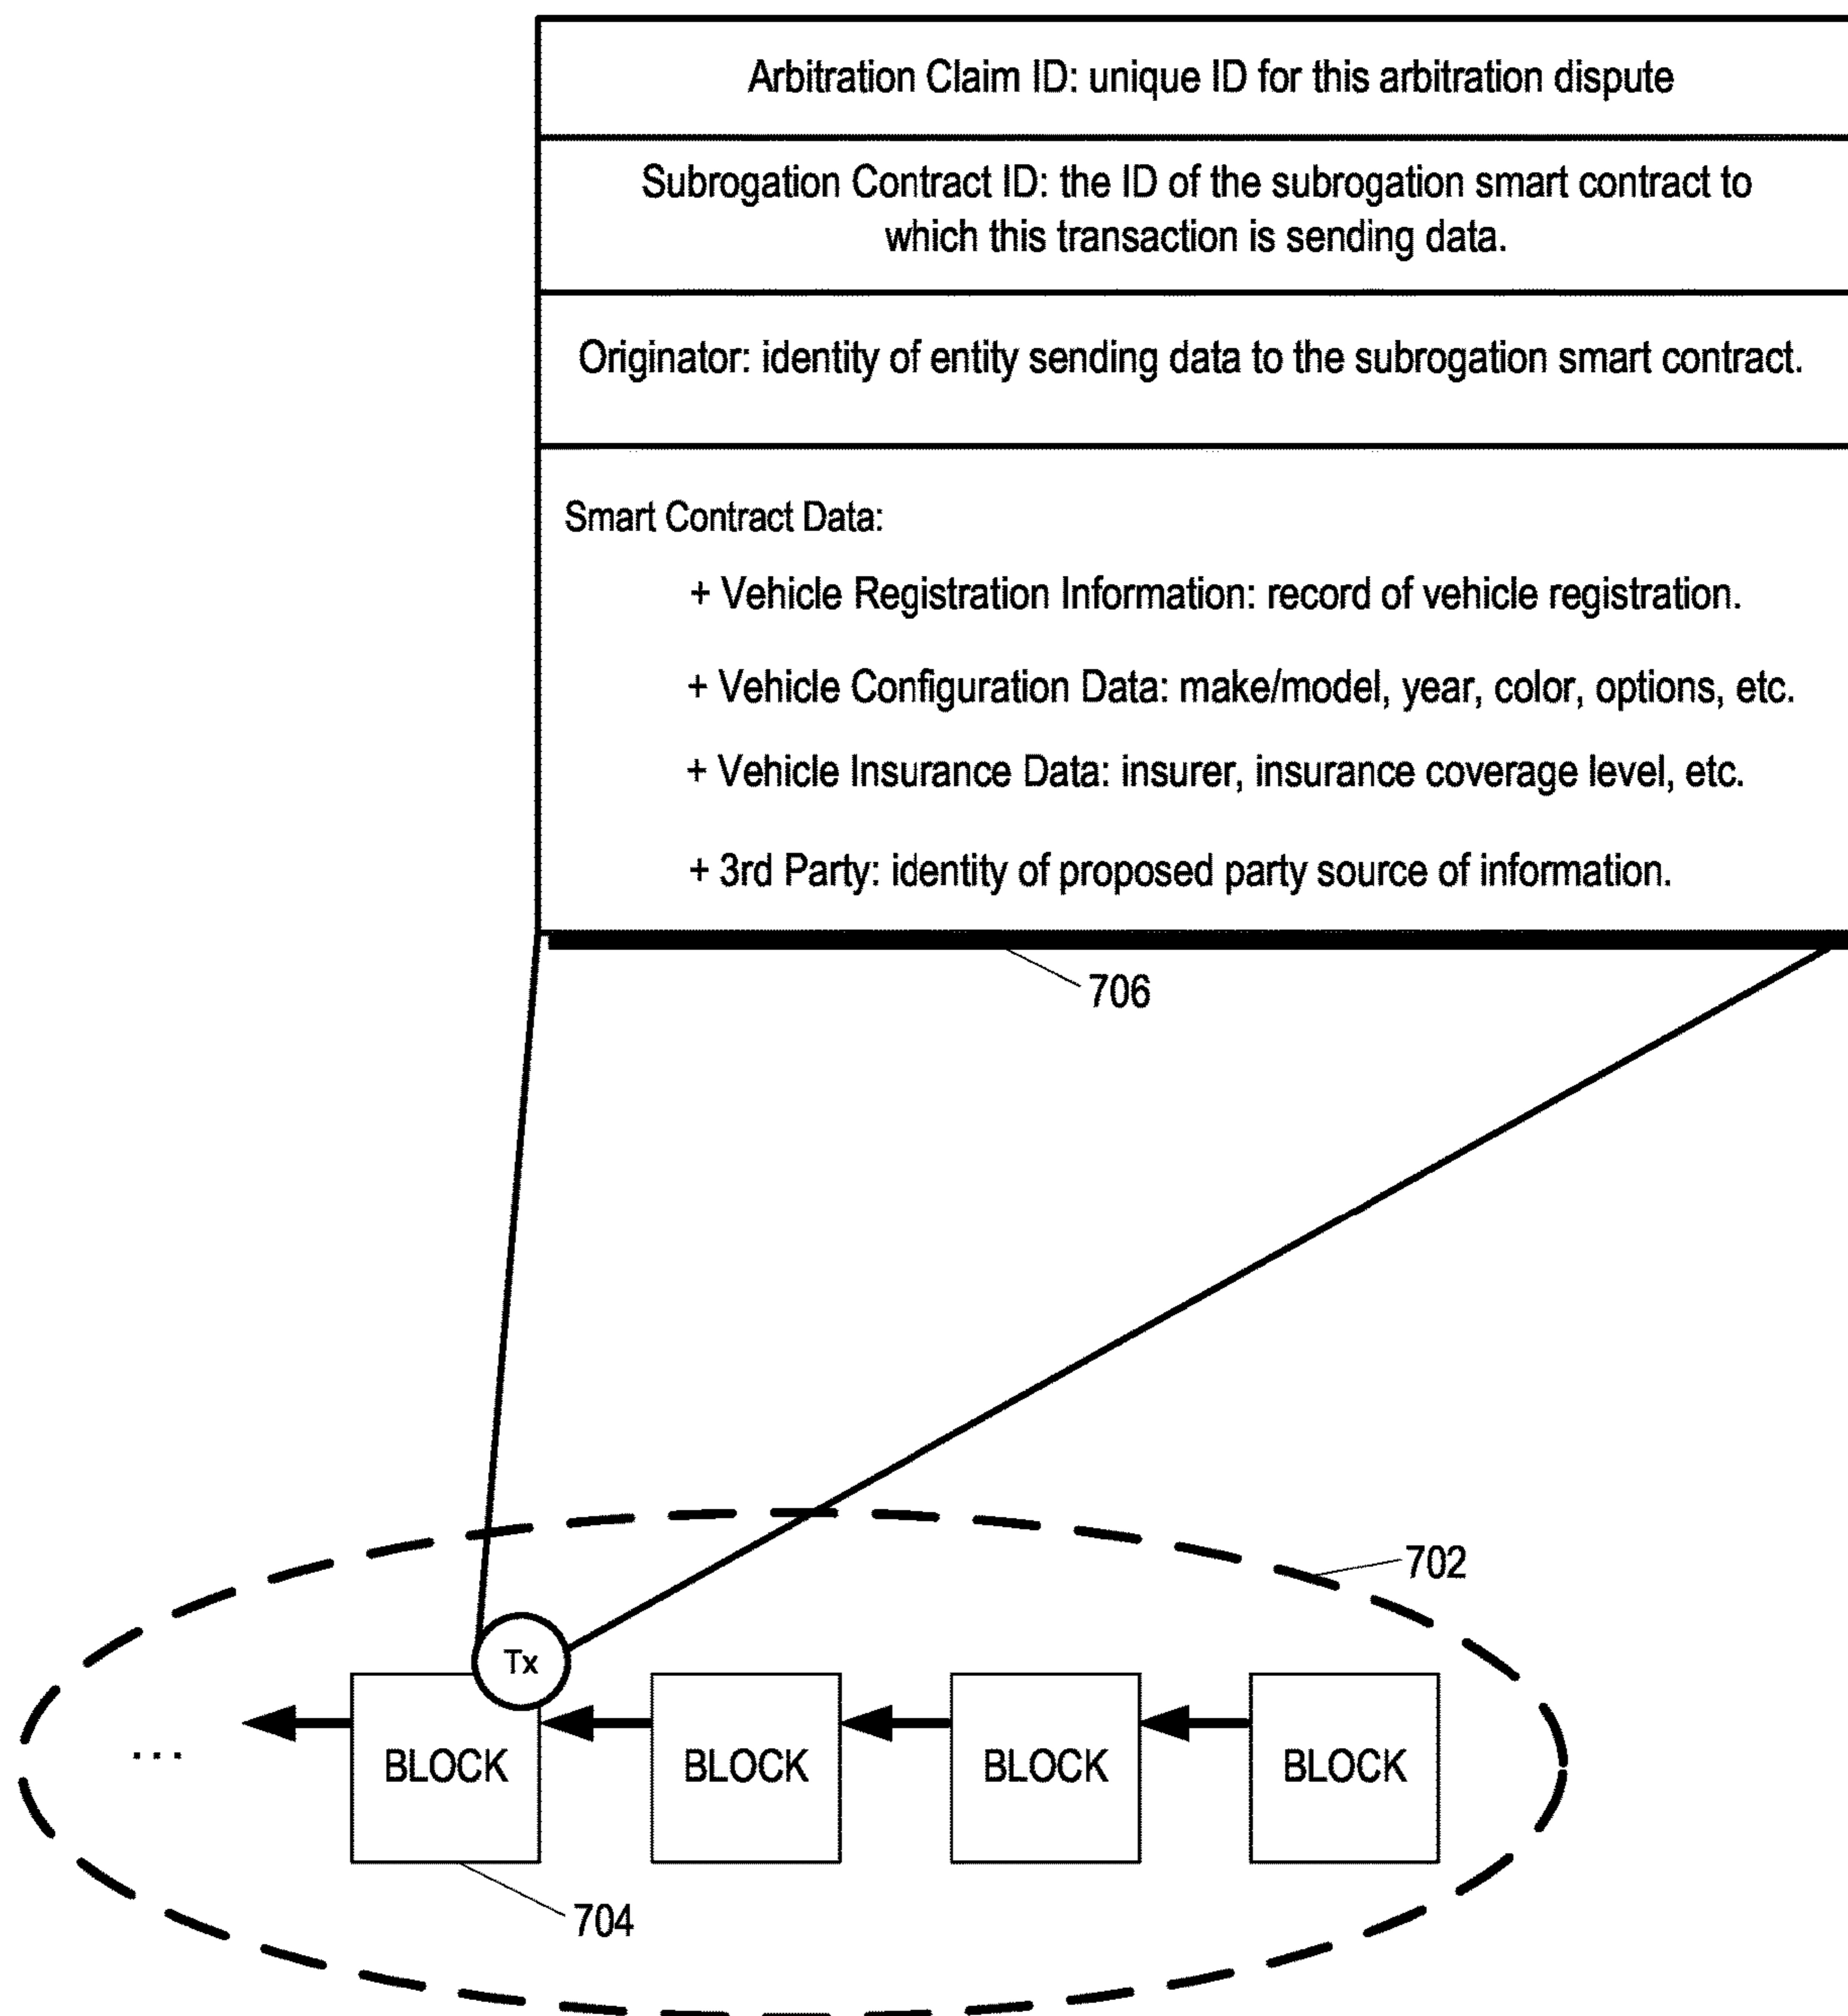 Arbitration Claim ID: unique ID for this arbitration dispute
Subrogation Contract ID: the ID of the subrogation smart contract to
which this transaction is sending data.
Originator: identity of entity sending data to the subrogation smart contract.
Smart Contract Data:
+ Vehicle Registration Information: record of vehicle registration.
+ Vehicle Configuration Data: make/model, year, color, options, etc.
+ Vehicle Insurance Data: insurer, insurance coverage level, etc.
+ 3rd Party: identity of proposed party source of information.
706
702
Tx
... BLOCK BLOCK BLOCK BLOCK
704